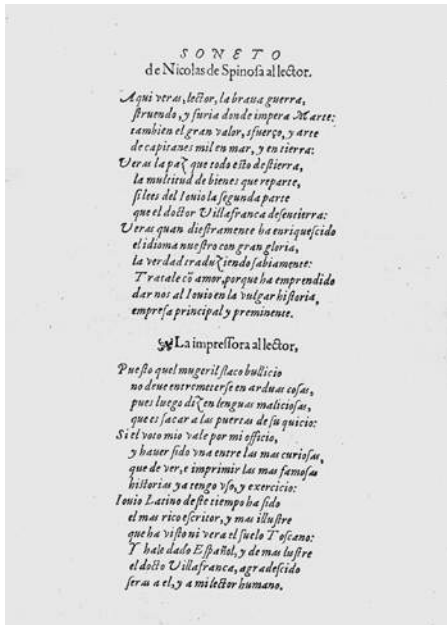 SONETO
de Nicolas de Spinosa al lector.
Aqui veras, lector, la braua guerra,
struendo, y furia donde impera Marte:
tambien el gran valor, sfuerço, y arte
de capitanes mil en mar, y en tierra:
Veras la paz que todo esto destierra,
la multitud de bienes que reparte,
si lees del Iouio la segunda parte
que el doctor Villafranca desentierra:
Veras quan diestramente ha enriquescido
el idioma nuestro con gran gloria,
la verdad traduziendo sabiamente:
Tratale cõ amor, porque ha emprendido
dar nos al Iouio en la vulgar historia,
empresa principal y preminente.
La impressora al lector,
Puesto quel mugeril flaco bullicio
no deue entremeterse en arduas cosas,
pues luego dizen lenguas maliciosas,
que es sacar a las puertas de su quicio:
Si el voto mio vale por mi officio,
y hauer sido vna entre las mas curiosas,
que de ver, e imprimir las mas famosas
historias ya tengo vso, y exercicio:
Iouio Latino deste tiempo ha sido
el mas rico escritor, y mas illustre
que ha visto ni vera el suelo Toscano:
Y hale dado Español, y de mas lustre
el docto Villafranca, agradescido
seras a el, y a mi lector humano.